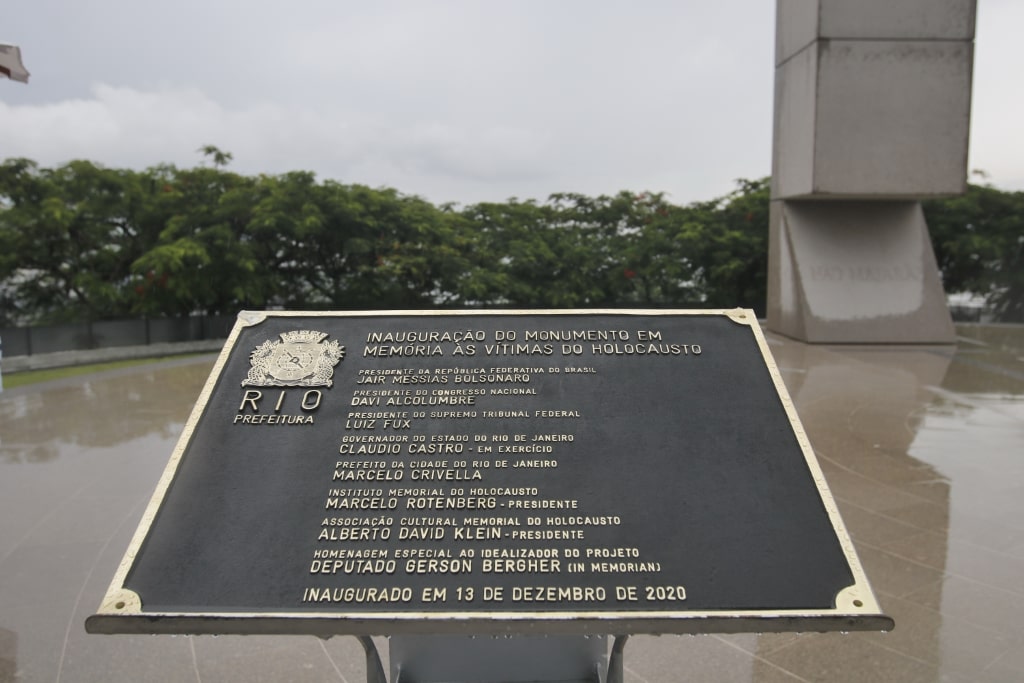 INAUGURAÇÃO DO MONUMENTO EM
MEMÓRIA ÀS VÍTIMAS DO HOLOCAUSTO
RIO
PREFEITURA
PRESIDENTE DA REPÚBLICA FEDERATIVA DO BRASIL
JAIR MESSIAS BOLSONARO
PRESIDENTE DO CONGRESSO NACIONAL
DAVI ALCOLUMBRE
PRESIDENTE DO SUPREMO TRIBUNAL FEDERAL
LUIZ FUX
GOVERNADOR DO ESTADO DO RIO DE JANEIRO
CLAUDIO CASTRO - EM EXERCÍCIO
PREFEITO DA CIDADE DO RIO DE JANEIRO
MARCELO CRIVELLA
INSTITUTO MEMORIAL DO HOLOCAUSTO
MARCELO ROTENBERG - PRESIDENTE
ASSOCIAÇÃO CULTURAL MEMORIAL DO HOLOCAUSTO
ALBERTO DAVID KLEIN - PRESIDENTE
HOMENAGEM ESPECIAL AO IDEALIZADOR DO PROJETO
DEPUTADO GERSON BERGHER (IN MEMORIAN)
INAUGURADO EM 13 DE DEZEMBRO DE 2020